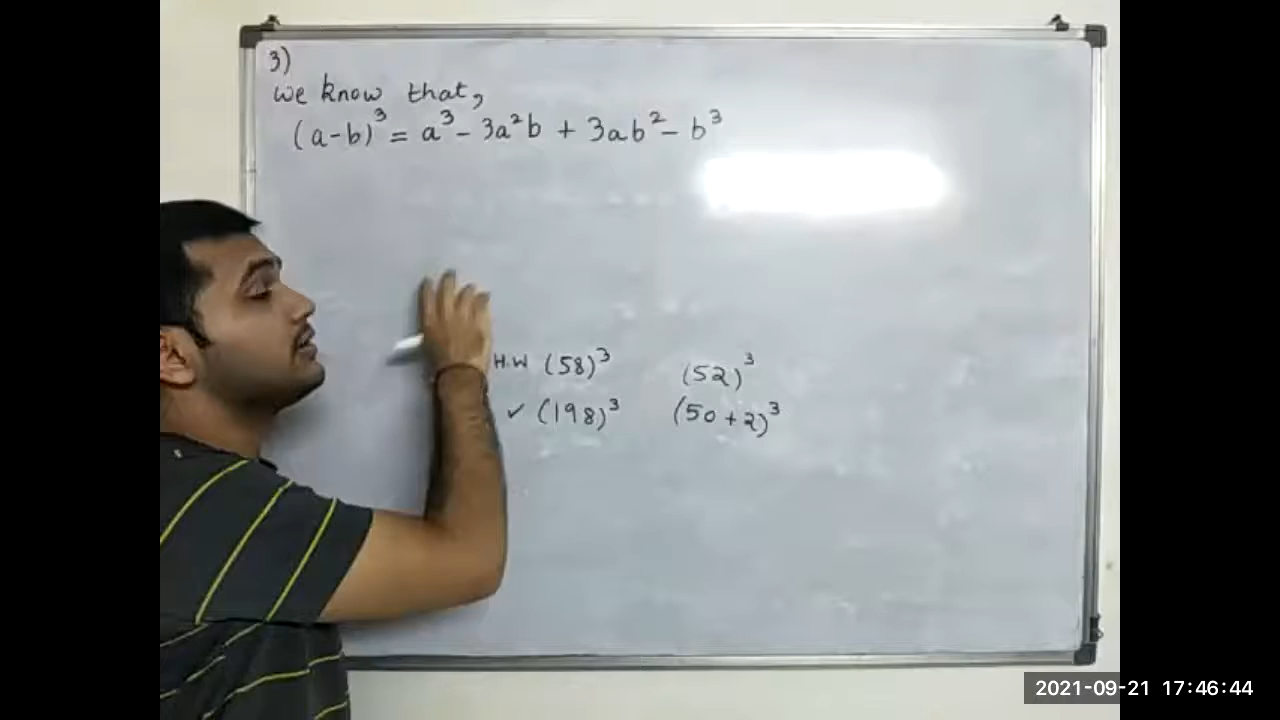 3)
we know that,
(a-b)³ = a³ - 3a²b + 3ab² - b³
H.W (58)³ (52)³
✓ (198)³ (50+2)³
2021-09-21 17:46:44